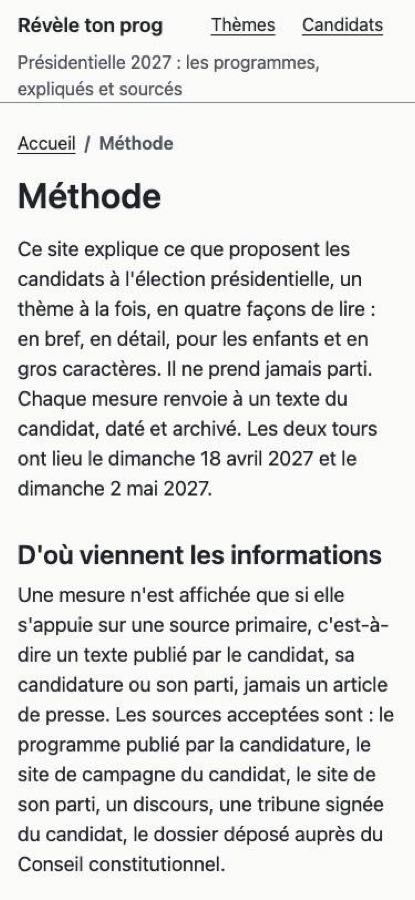 Révèle ton prog Thèmes Candidats
Présidentielle 2027 : les programmes,
expliqués et sourcés
Accueil / Méthode
Méthode
Ce site explique ce que proposent les
candidats à l'élection présidentielle, un
thème à la fois, en quatre façons de lire :
en bref, en détail, pour les enfants et en
gros caractères. Il ne prend jamais parti.
Chaque mesure renvoie à un texte du
candidat, daté et archivé. Les deux tours
ont lieu le dimanche 18 avril 2027 et le
dimanche 2 mai 2027.
D'où viennent les informations
Une mesure n'est affichée que si elle
s'appuie sur une source primaire, c'est-à-
dire un texte publié par le candidat, sa
candidature ou son parti, jamais un article
de presse. Les sources acceptées sont : le
programme publié par la candidature, le
site de campagne du candidat, le site de
son parti, un discours, une tribune signée
du candidat, le dossier déposé auprès du
Conseil constitutionnel.